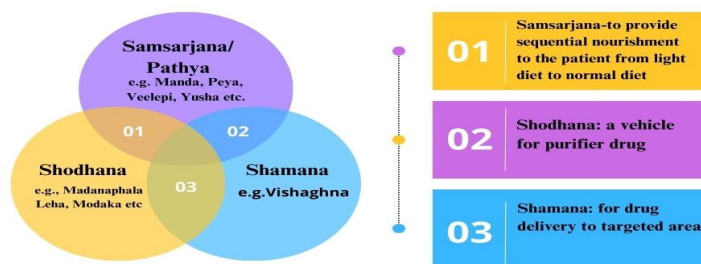 Samsarjana/
Pathya
e.g. Manda, Peya,
Veelepi, Yusha etc.
01
02
Shodhana
e.g., Madanaphala
Leha, Modaka etc
03
Shamana
e.g.Vishaghna
01
Samsarjana-to provide
sequential nourishment
to the patient from light
diet to normal diet
02
Shodhana: a vehicle
for purifier drug
03
Shamana: for drug
delivery to targeted area